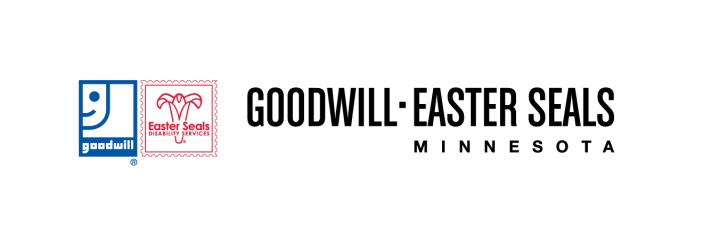 goodwill
®
Easter Seals
DISABILITY SERVICES
®
GOODWILL·EASTER SEALS
MINNESOTA